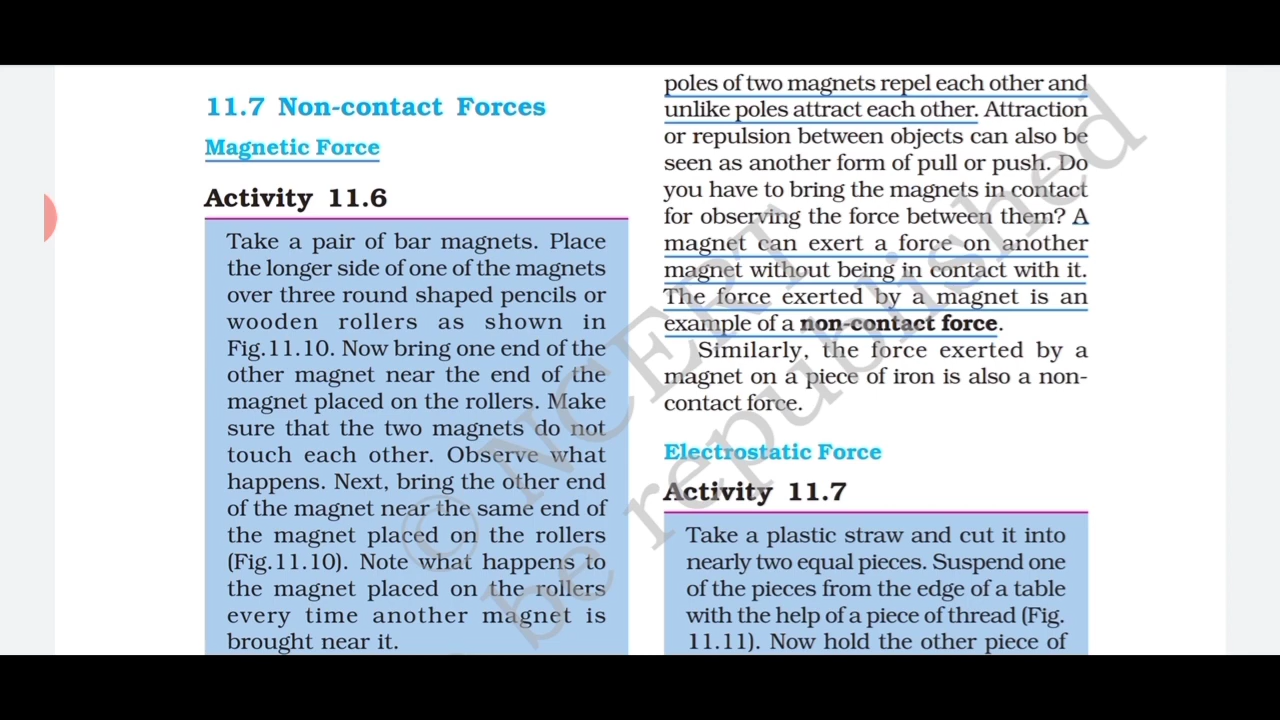 11.7 Non-contact Forces
Magnetic Force
Activity 11.6
Take a pair of bar magnets. Place
the longer side of one of the magnets
over three round shaped pencils or
wooden rollers as shown in
Fig.11.10. Now bring one end of the
other magnet near the end of the
magnet placed on the rollers. Make
sure that the two magnets do not
touch each other. Observe what
happens. Next, bring the other end
of the magnet near the same end of
the magnet placed on the rollers
(Fig.11.10). Note what happens to
the magnet placed on the rollers
every time another magnet is
brought near it.
poles of two magnets repel each other and
unlike poles attract each other. Attraction
or repulsion between objects can also be
seen as another form of pull or push. Do
you have to bring the magnets in contact
for observing the force between them? A
magnet can exert a force on another
magnet without being in contact with it.
The force exerted by a magnet is an
example of a non-contact force.
Similarly, the force exerted by a
magnet on a piece of iron is also a non-
contact force.
Electrostatic Force
Activity 11.7
Take a plastic straw and cut it into
nearly two equal pieces. Suspend one
of the pieces from the edge of a table
with the help of a piece of thread (Fig.
11.11). Now hold the other piece of
© NCERT
be republished